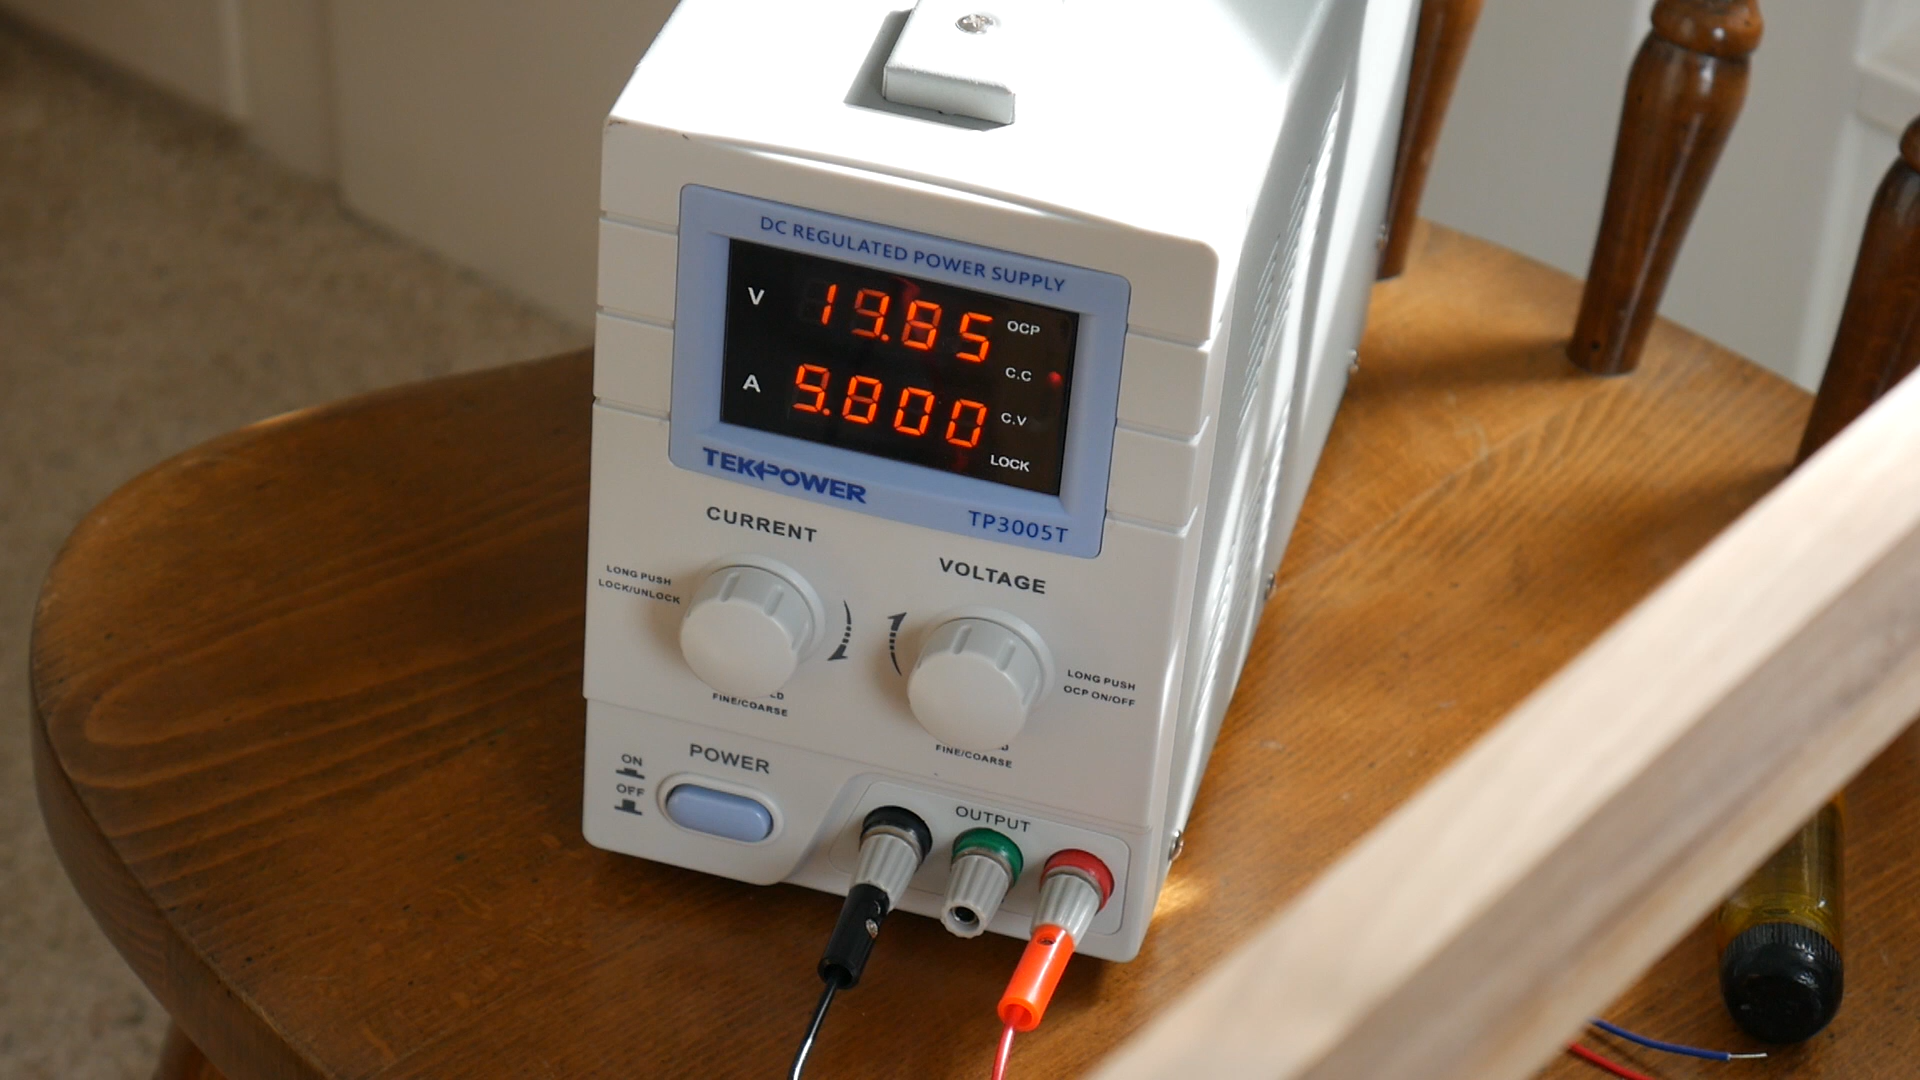 DC REGULATED POWER SUPPLY
V 19.85 OCP
C.C
A 5.800 C.V
LOCK
TEKPOWER
TP3005T
CURRENT
VOLTAGE
LONG PUSH
LOCK/UNLOCK
FINE/COARSE
LONG PUSH
OCP ON/OFF
FINE/COARSE
POWER
ON
OFF
OUTPUT